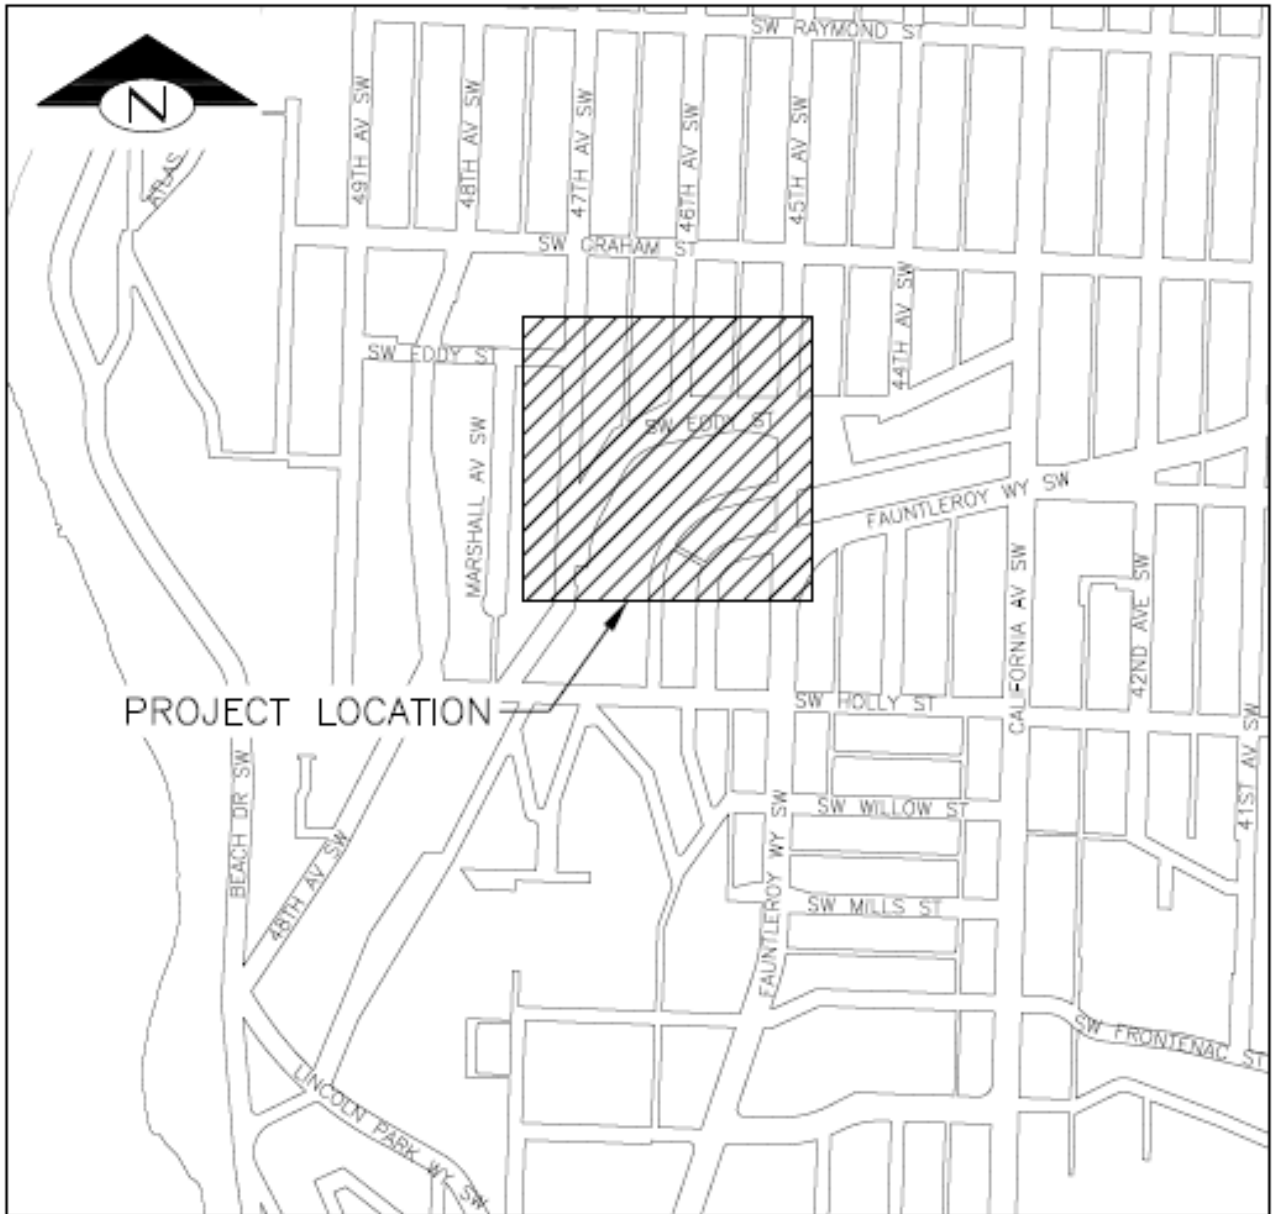 SW RAYMOND ST
N
ATLAS
49TH AV SW
48TH AV SW
47TH AV SW
46TH AV SW
45TH AV SW
SW GRAHAM ST
44TH AV SW
SW EDDY ST
SW EDDY ST
MARSHALL AV SW
FAUNTLEROY WY SW
CALIFORNIA AV SW
42ND AVE SW
PROJECT LOCATION
SW HOLLY ST
41ST AV SW
BEACH DR SW
48TH AV SW
FAUNTLEROY WY SW
SW WILLOW ST
SW MILLS ST
SW FRONTENAC ST
LINCOLN PARK WY SW